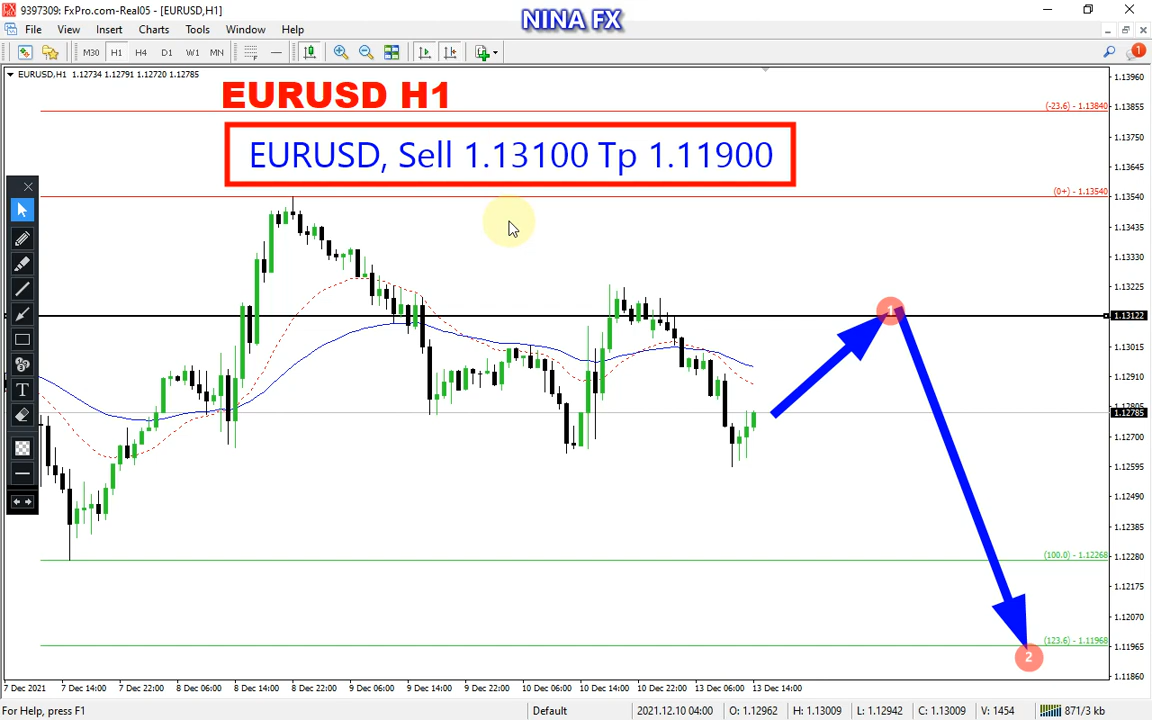 9397309: FxPro.com-Real05 - [EURUSD,H1]
NINA FX
File View Insert Charts Tools Window Help
M30 H1 H4 D1 W1 MN
1
EURUSD,H1 1.12734 1.12791 1.12720 1.12785
EURUSD H1
EURUSD, Sell 1.13100 Tp 1.11900
(-23.6) - 1.13840
(0+) - 1.13540
(100.0) - 1.12268
(123.6) - 1.11968
1
2
T
1.13960
1.13855
1.13750
1.13645
1.13540
1.13435
1.13330
1.13225
1.13122
1.13015
1.12910
1.12805
1.12785
1.12700
1.12595
1.12490
1.12385
1.12280
1.12175
1.12070
1.11965
1.11860
7 Dec 2021 7 Dec 14:00 7 Dec 22:00 8 Dec 06:00 8 Dec 14:00 8 Dec 22:00 9 Dec 06:00 9 Dec 14:00 9 Dec 22:00 10 Dec 06:00 10 Dec 14:00 10 Dec 22:00 13 Dec 06:00 13 Dec 14:00
For Help, press F1 Default 2021.12.10 04:00 O: 1.12962 H: 1.13009 L: 1.12942 C: 1.13009 V: 1454 871/3 kb